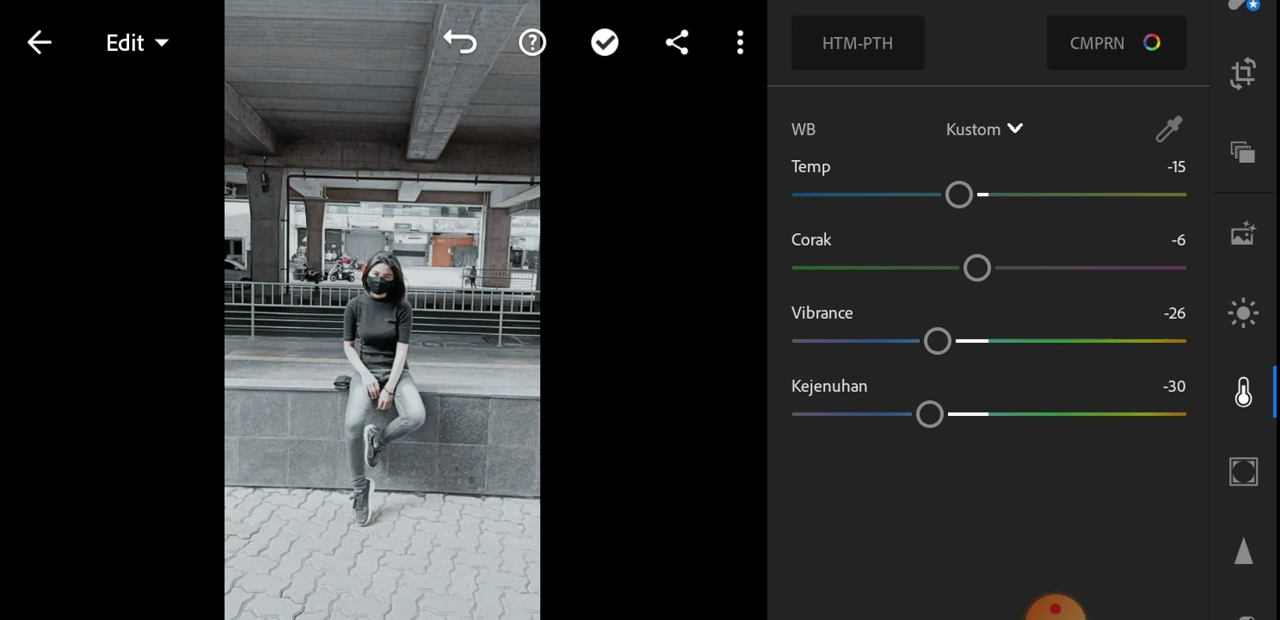 Edit
HTM-PTH
CMPRN
WB
Kustom
Temp
-15
Corak
-6
Vibrance
-26
Kejenuhan
-30